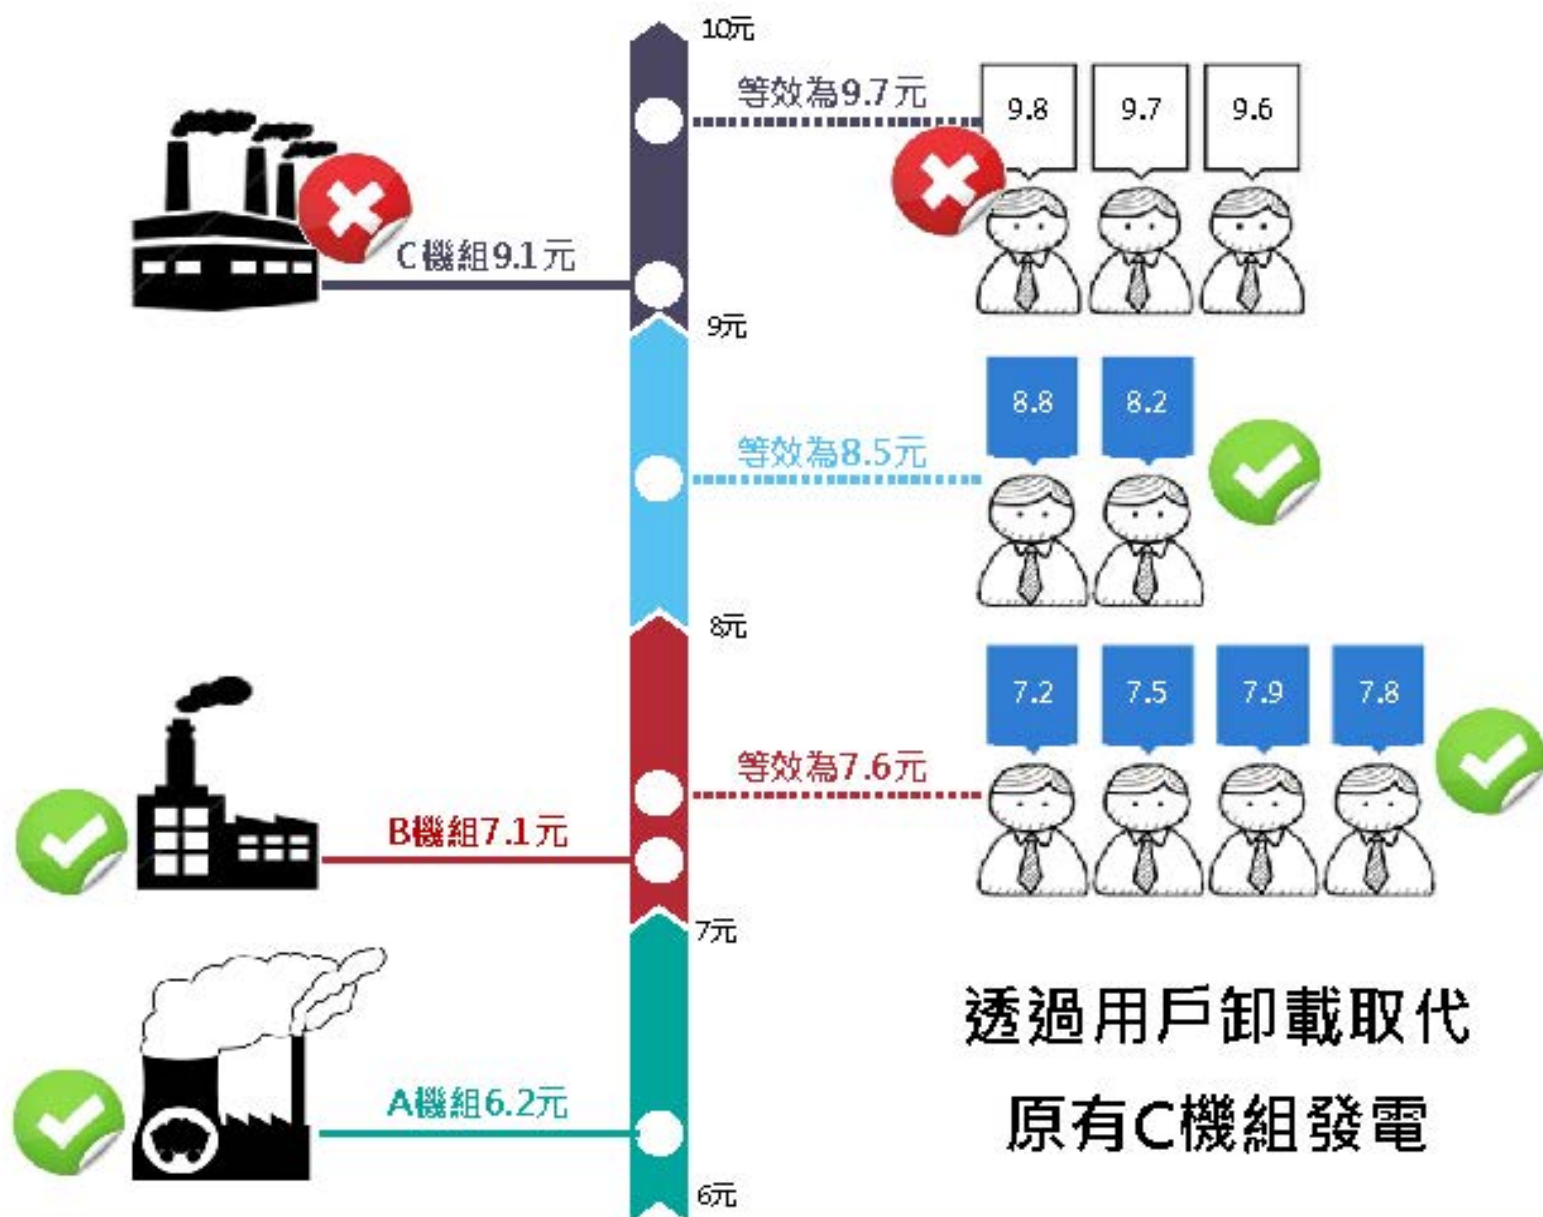 10元
等效為9.7元
9.8
9.7
9.6
C機組9.1元
9元
8.8
8.2
等效為8.5元
8元
7.2
7.5
7.9
7.8
等效為7.6元
B機組7.1元
7元
透過用戶卸載取代
原有C機組發電
A機組6.2元
6元